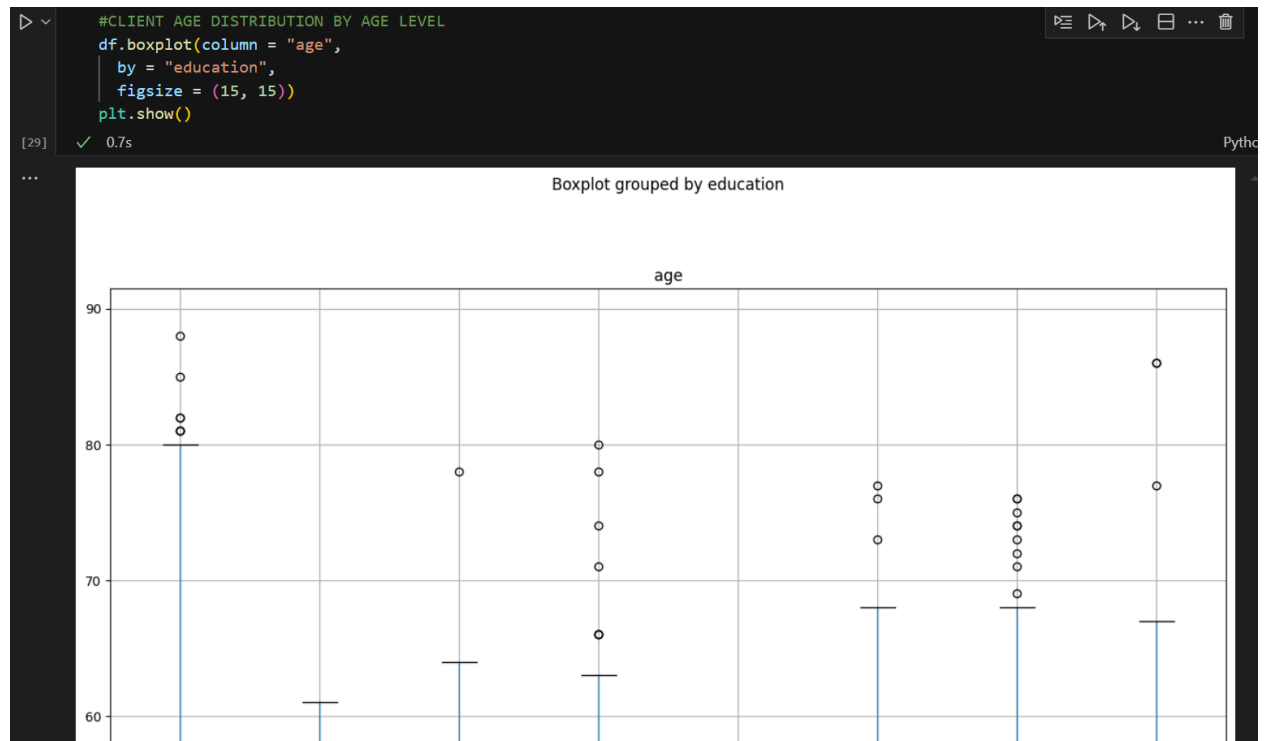 #CLIENT AGE DISTRIBUTION BY AGE LEVEL
df.boxplot(column = "age",
by = "education",
figsize = (15, 15))
plt.show()
[29]
0.7s
Boxplot grouped by education
age
90
80
70
60